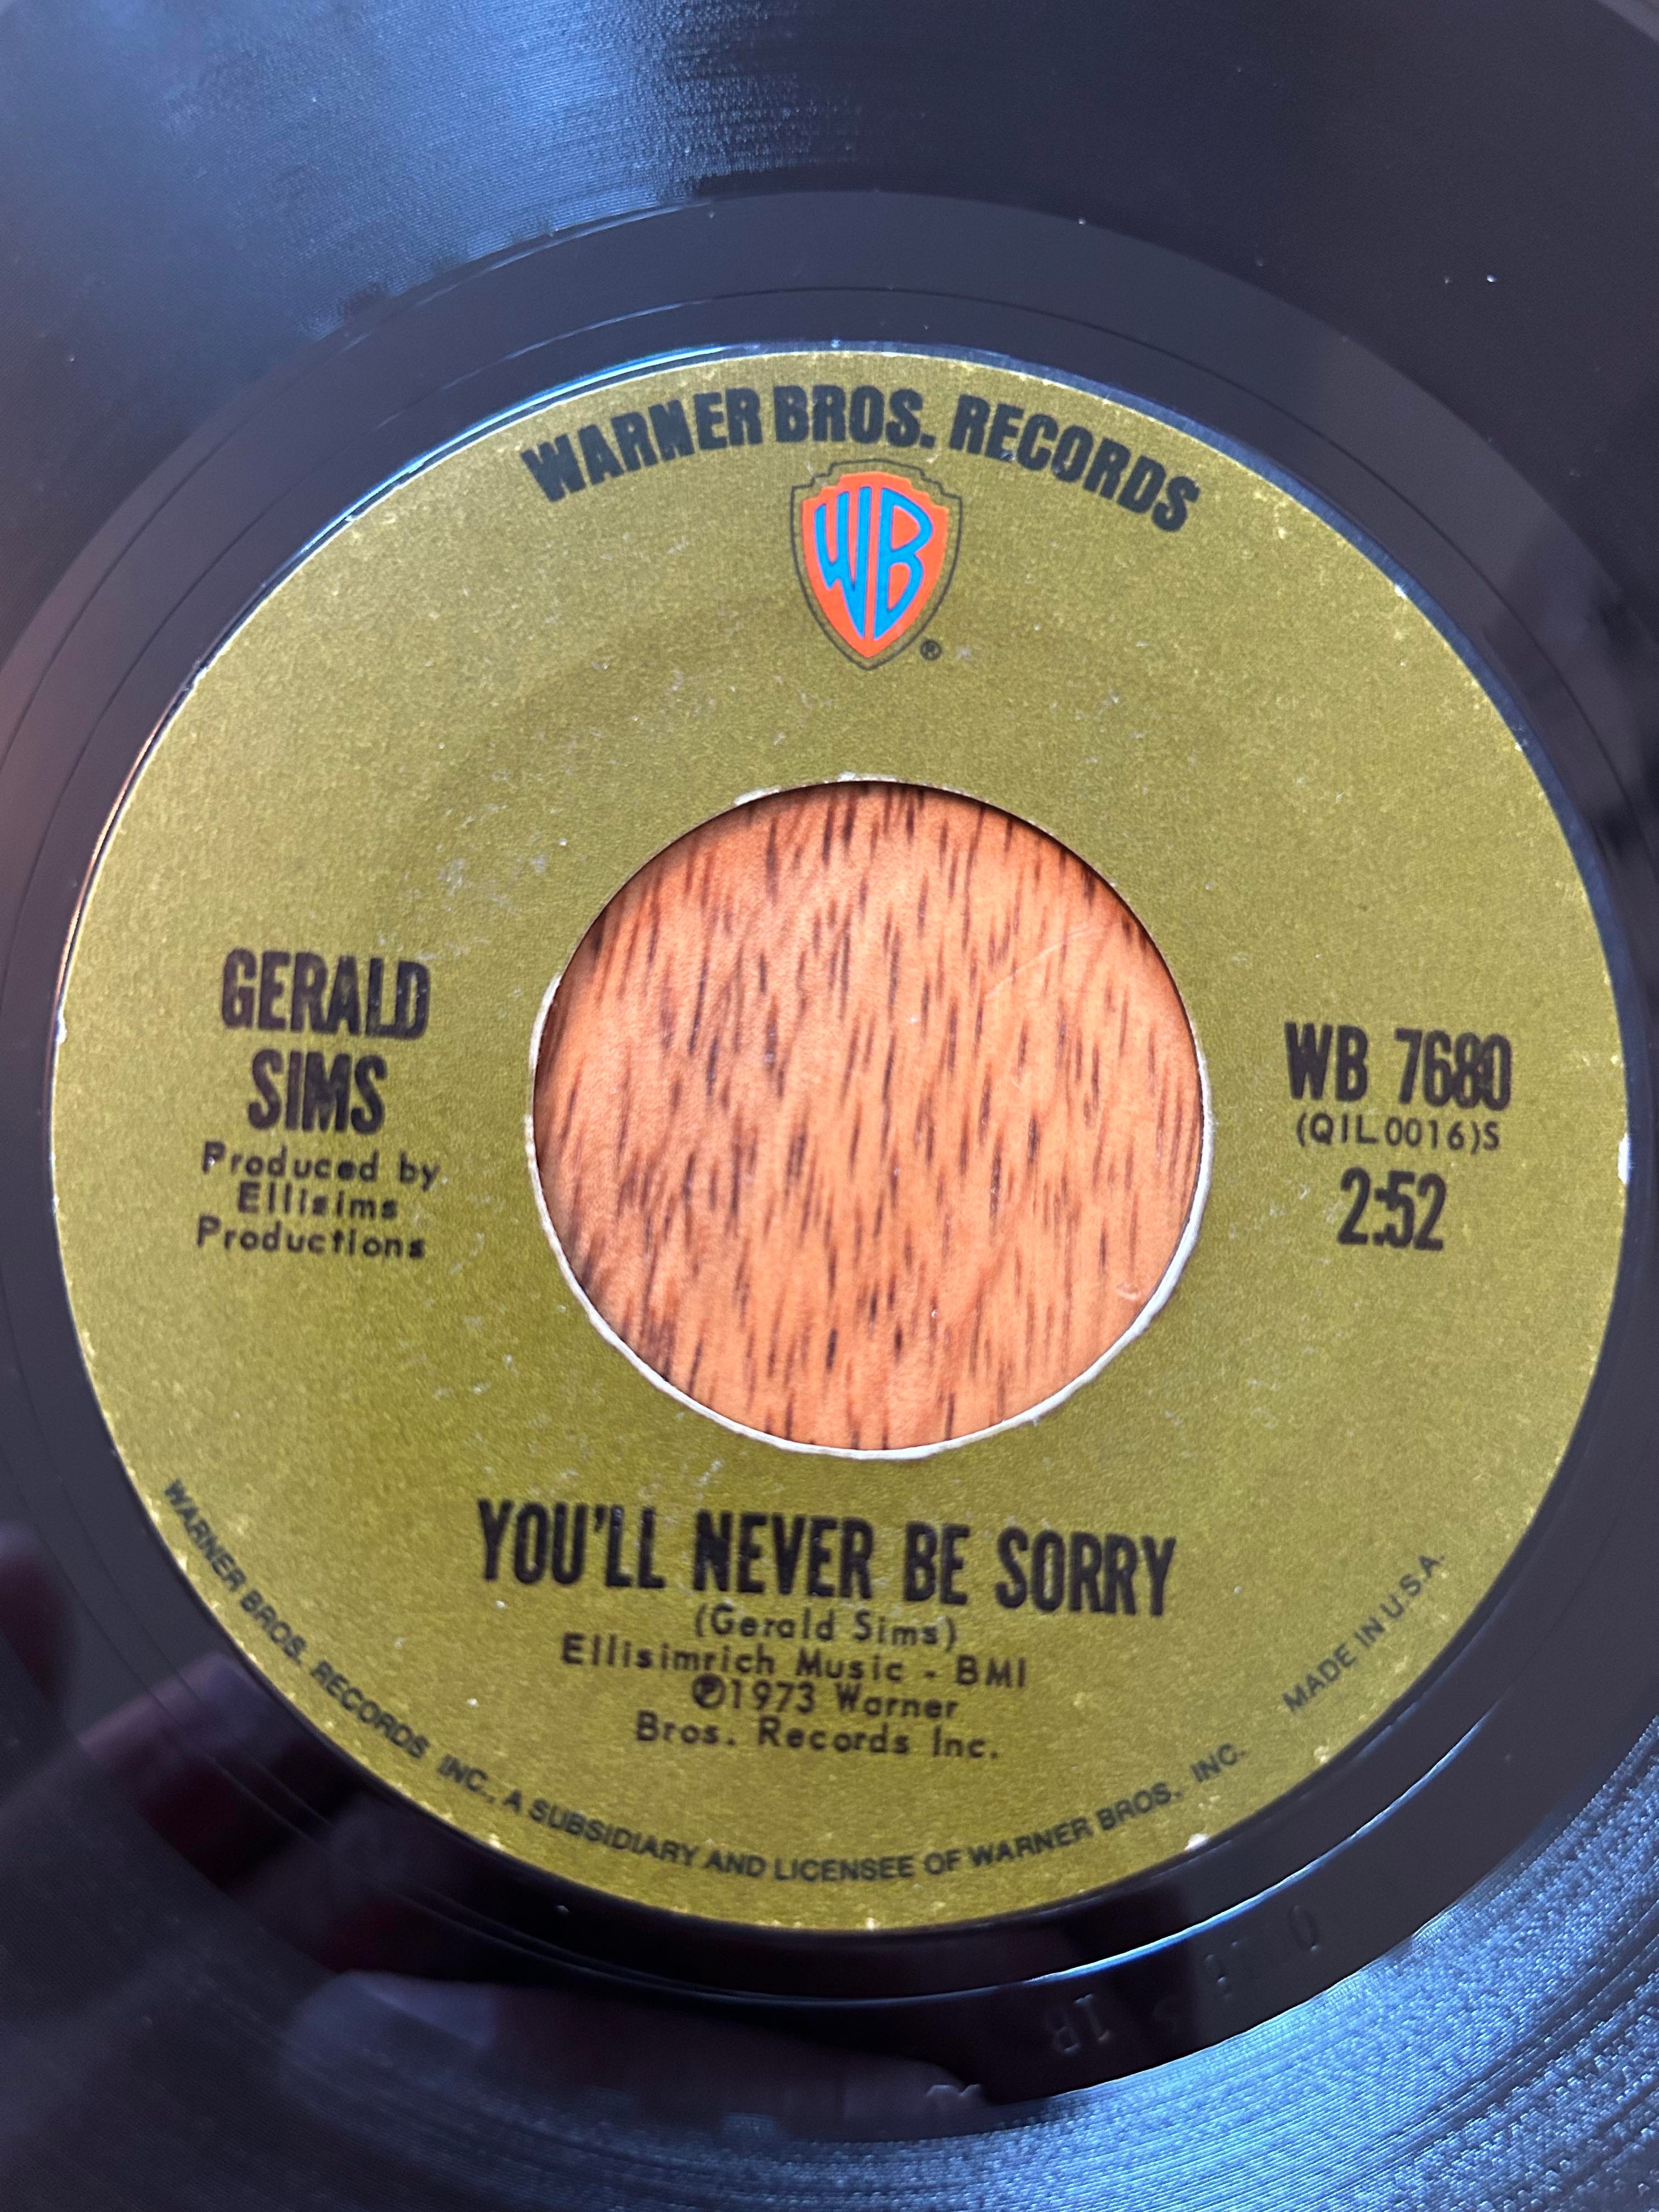 WARNER BROS. RECORDS
WB
®
GERALD
SIMS
Produced by
Ellisims
Productions
WB 7680
(QIL0016)S
2:52
YOU'LL NEVER BE SORRY
(Gerald Sims)
Ellisimrich Music - BMI
℗1973 Warner
Bros. Records Inc.
WARNER BROS. RECORDS INC., A SUBSIDIARY AND LICENSEE OF WARNER BROS. INC.
MADE IN U.S.A.